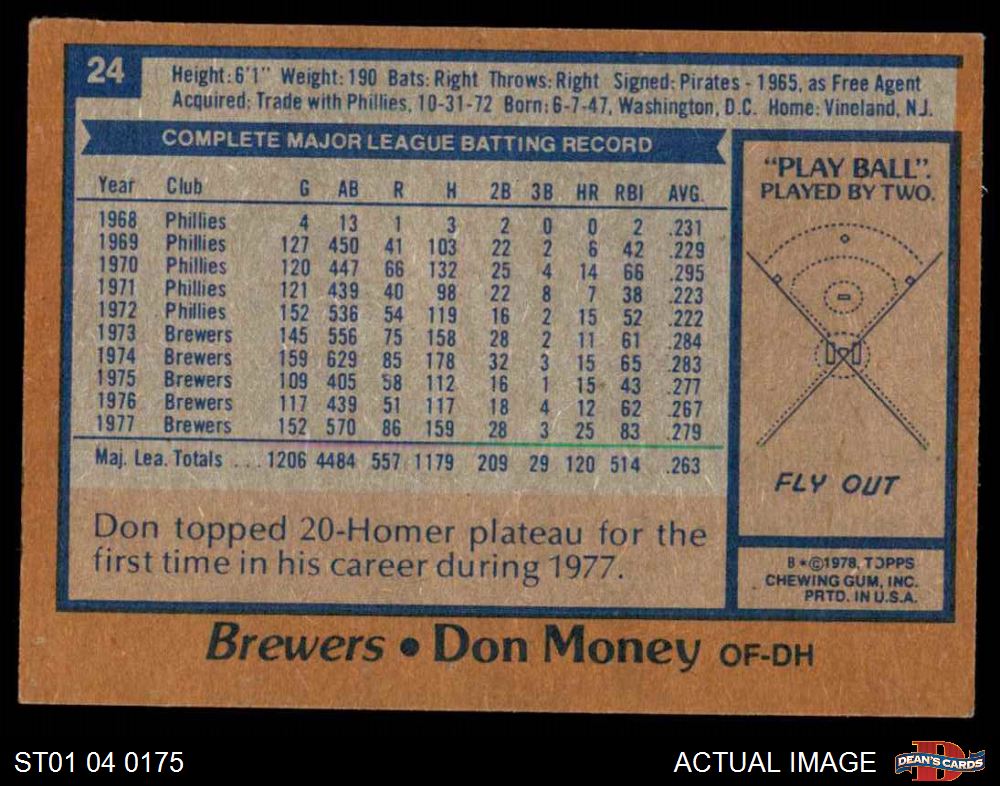 24
Height: 6'1" Weight: 190 Bats: Right Throws: Right Signed: Pirates - 1965, as Free Agent
Acquired: Trade with Phillies, 10-31-72 Born: 6-7-47, Washington, D.C. Home: Vineland, N.J.
COMPLETE MAJOR LEAGUE BATTING RECORD
Year Club G AB R H 2B 3B HR RBI AVG.
1968 Phillies 4 13 1 3 2 0 0 2 .231
1969 Phillies 127 450 41 103 22 2 6 42 .229
1970 Phillies 120 447 66 132 25 4 14 66 .295
1971 Phillies 121 439 40 98 22 8 7 38 .223
1972 Phillies 152 536 54 119 16 2 15 52 .222
1973 Brewers 145 556 75 158 28 2 11 61 .284
1974 Brewers 159 629 85 178 32 3 15 65 .283
1975 Brewers 109 405 58 112 16 1 15 43 .277
1976 Brewers 117 439 51 117 18 4 12 62 .267
1977 Brewers 152 570 86 159 28 3 25 83 .279
Maj. Lea. Totals ... 1206 4484 557 1179 209 29 120 514 .263
Don topped 20-Homer plateau for the
first time in his career during 1977.
"PLAY BALL".
PLAYED BY TWO.
FLY OUT
B * ©1978, TOPPS
CHEWING GUM, INC.
PRTD. IN U.S.A.
Brewers • Don Money OF-DH
ST01 04 0175
ACTUAL IMAGE
D
DEAN'S CARDS